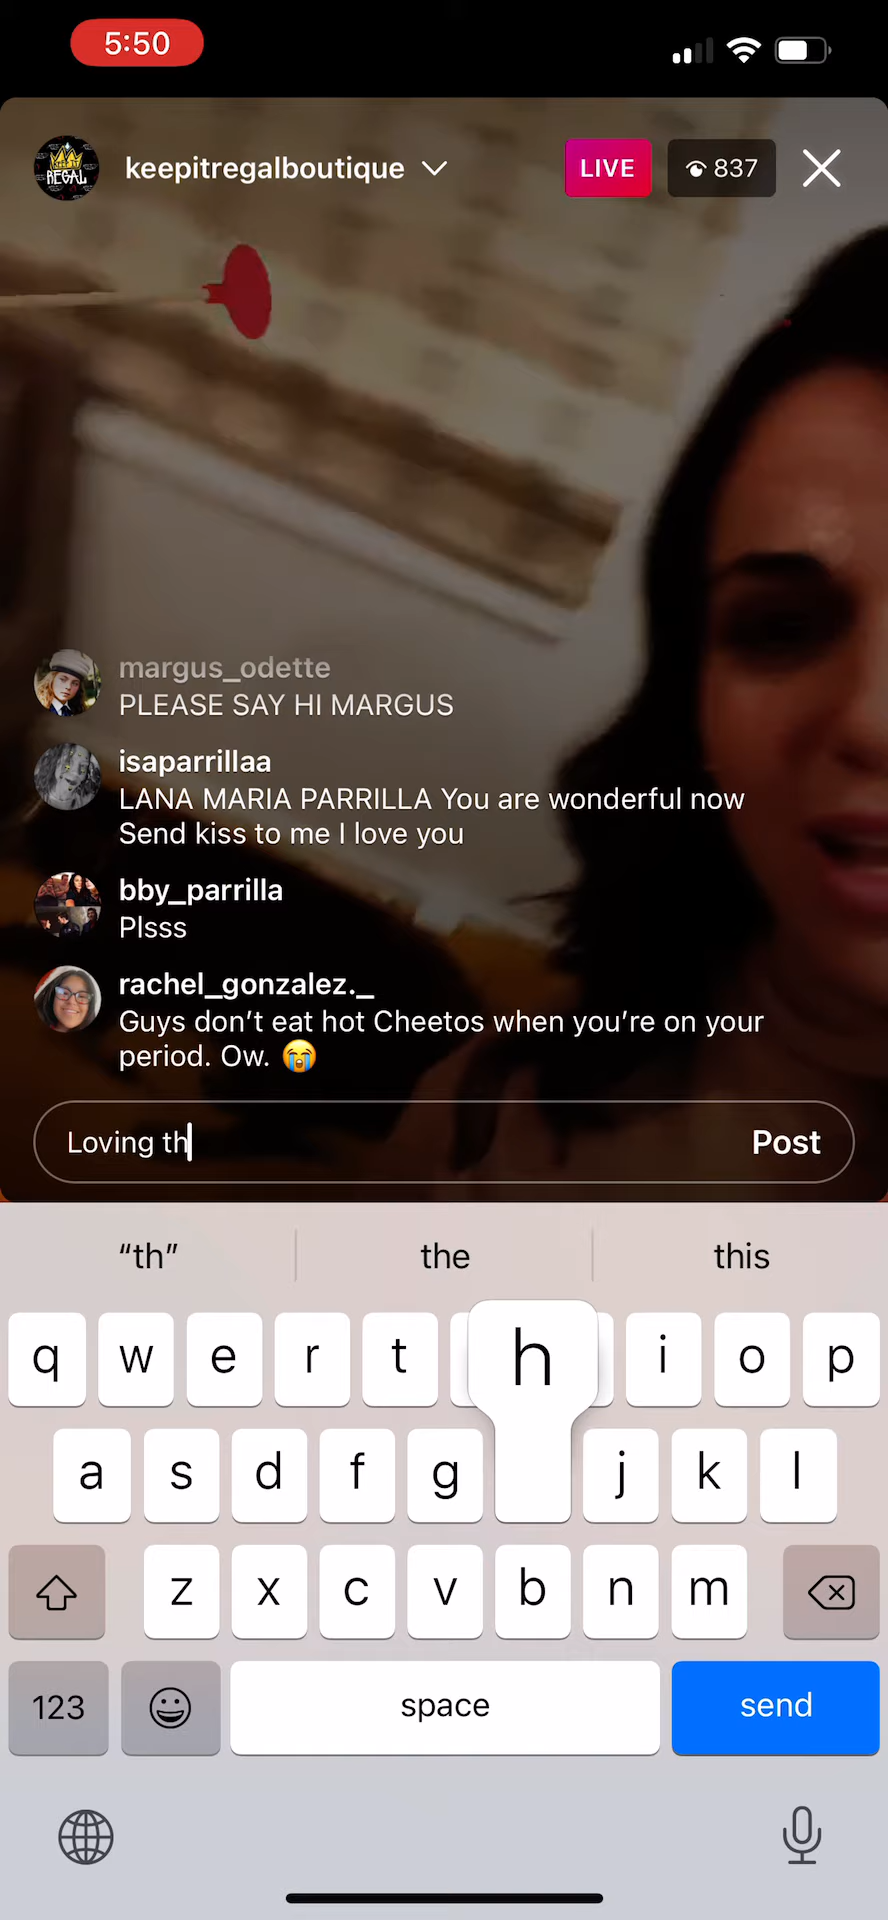 5:50
REGAL
keepitregalboutique
LIVE
837
margus_odette
PLEASE SAY HI MARGUS
isaparrillaa
LANA MARIA PARRILLA You are wonderful now
Send kiss to me I love you
bby_parrilla
Plsss
rachel_gonzalez._
Guys don’t eat hot Cheetos when you’re on your
period. Ow. 😭
Loving th
Post
“th”
the
this
q w e r t h i o p
a s d f g j k l
z x c v b n m
123
space
send